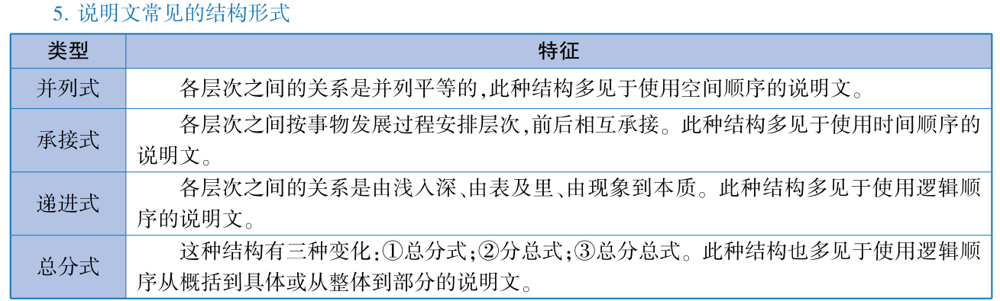 5. 说明文常见的结构形式
类型 特征
并列式 各层次之间的关系是并列平等的,此种结构多见于使用空间顺序的说明文。
承接式 各层次之间按事物发展过程安排层次,前后相互承接。此种结构多见于使用时间顺序的
说明文。
递进式 各层次之间的关系是由浅入深、由表及里、由现象到本质。此种结构多见于使用逻辑顺
序的说明文。
总分式 这种结构有三种变化:①总分式;②分总式;③总分总式。此种结构也多见于使用逻辑顺
序从概括到具体或从整体到部分的说明文。